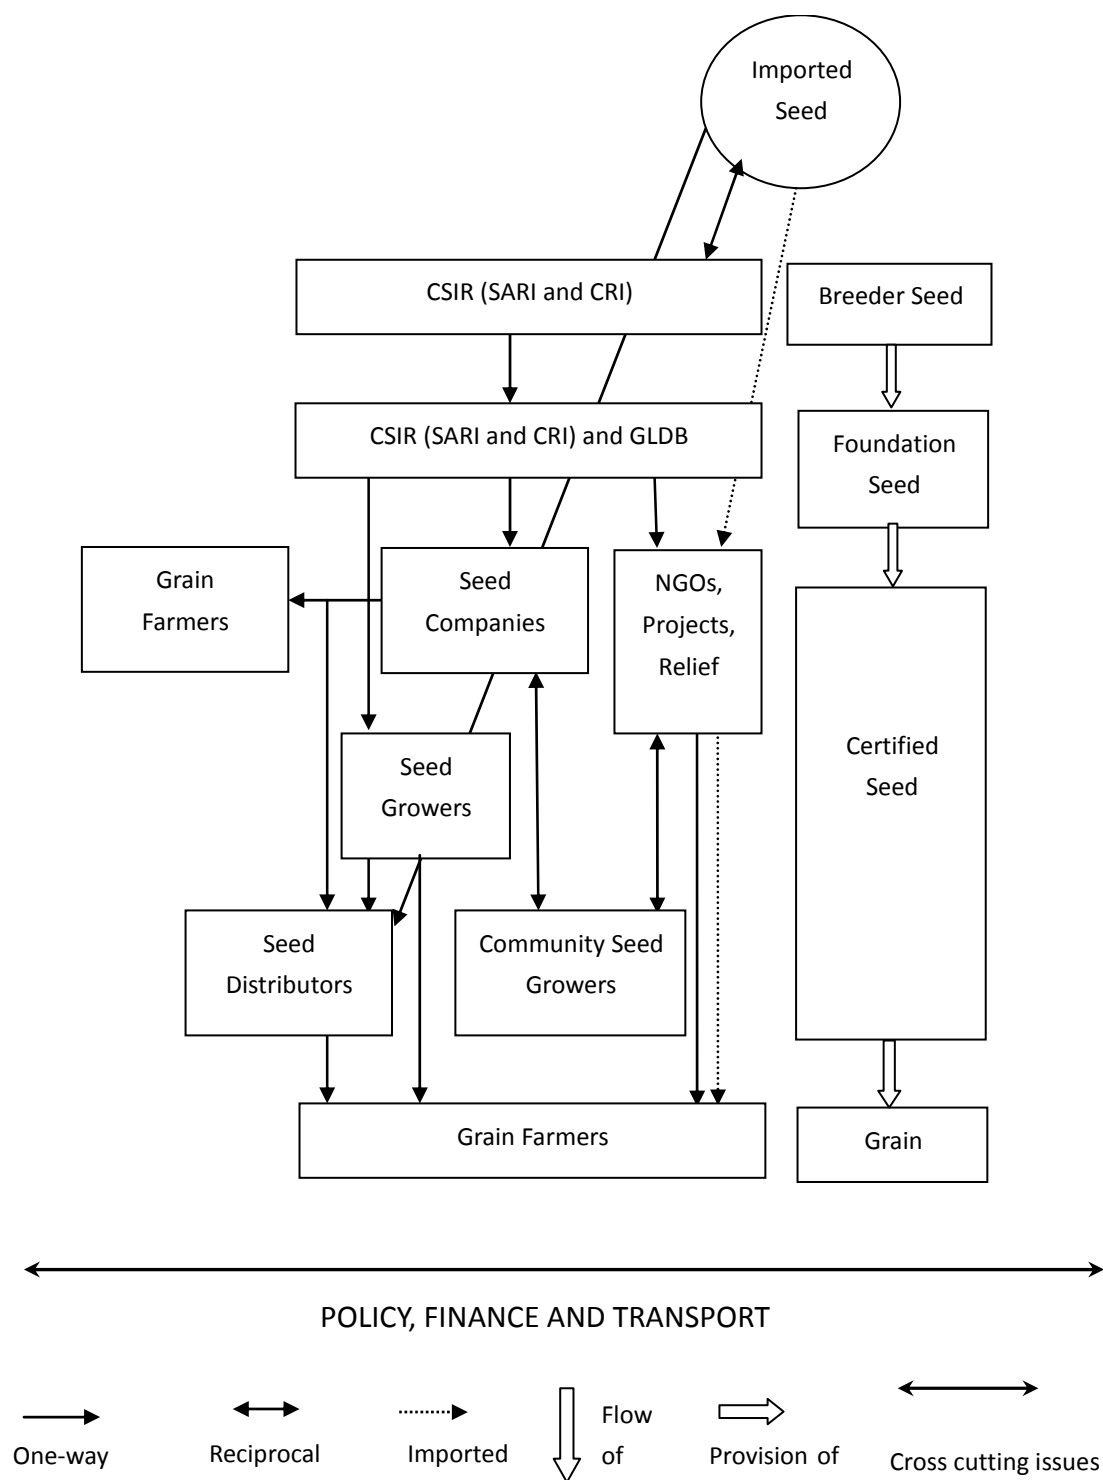 Imported
Seed
CSIR (SARI and CRI)
Breeder Seed
CSIR (SARI and CRI) and GLDB
Foundation
Seed
Grain
Farmers
Seed
Companies
NGOs,
Projects,
Relief
Seed
Growers
Certified
Seed
Seed
Distributors
Community Seed
Growers
Grain Farmers
Grain
POLICY, FINANCE AND TRANSPORT
One-way
Reciprocal
Imported
Flow
of
Provision of
Cross cutting issues